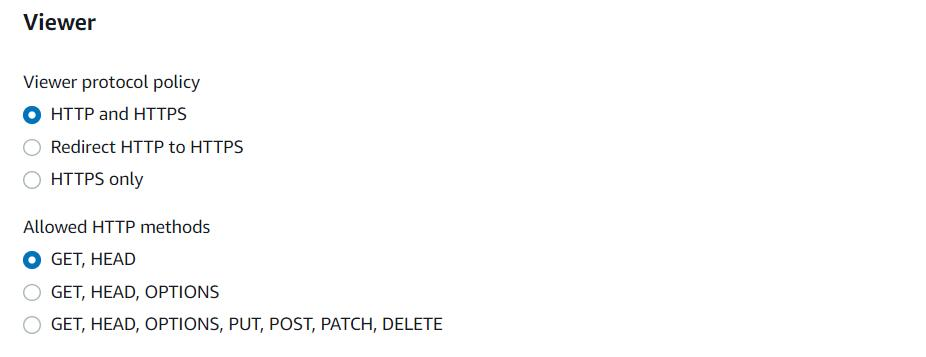 Viewer
Viewer protocol policy
HTTP and HTTPS
Redirect HTTP to HTTPS
HTTPS only
Allowed HTTP methods
GET, HEAD
GET, HEAD, OPTIONS
GET, HEAD, OPTIONS, PUT, POST, PATCH, DELETE